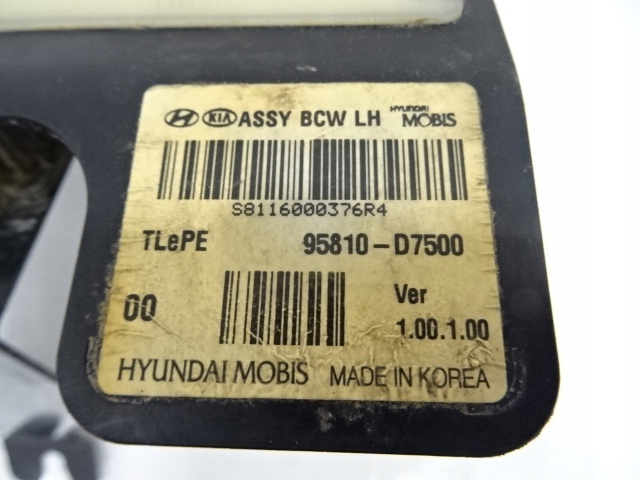 KIA ASSY BCW LH HYUNDAI MOBIS
S8116000376R4
TLePE 95810-D7500
00 Ver
1.00.1.00
HYUNDAI MOBIS MADE IN KOREA